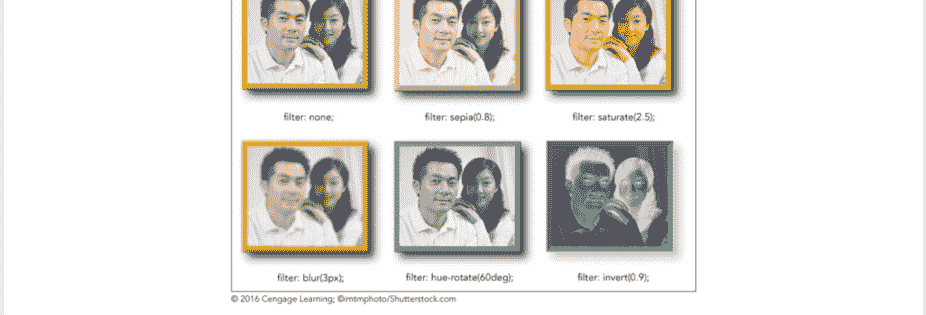 filter: none; filter: sepia(0.8); filter: saturate(2.5);
filter: blur(3px); filter: hue-rotate(60deg); filter: invert(0.9);
© 2016 Cengage Learning; ©imtmphoto/Shutterstock.com